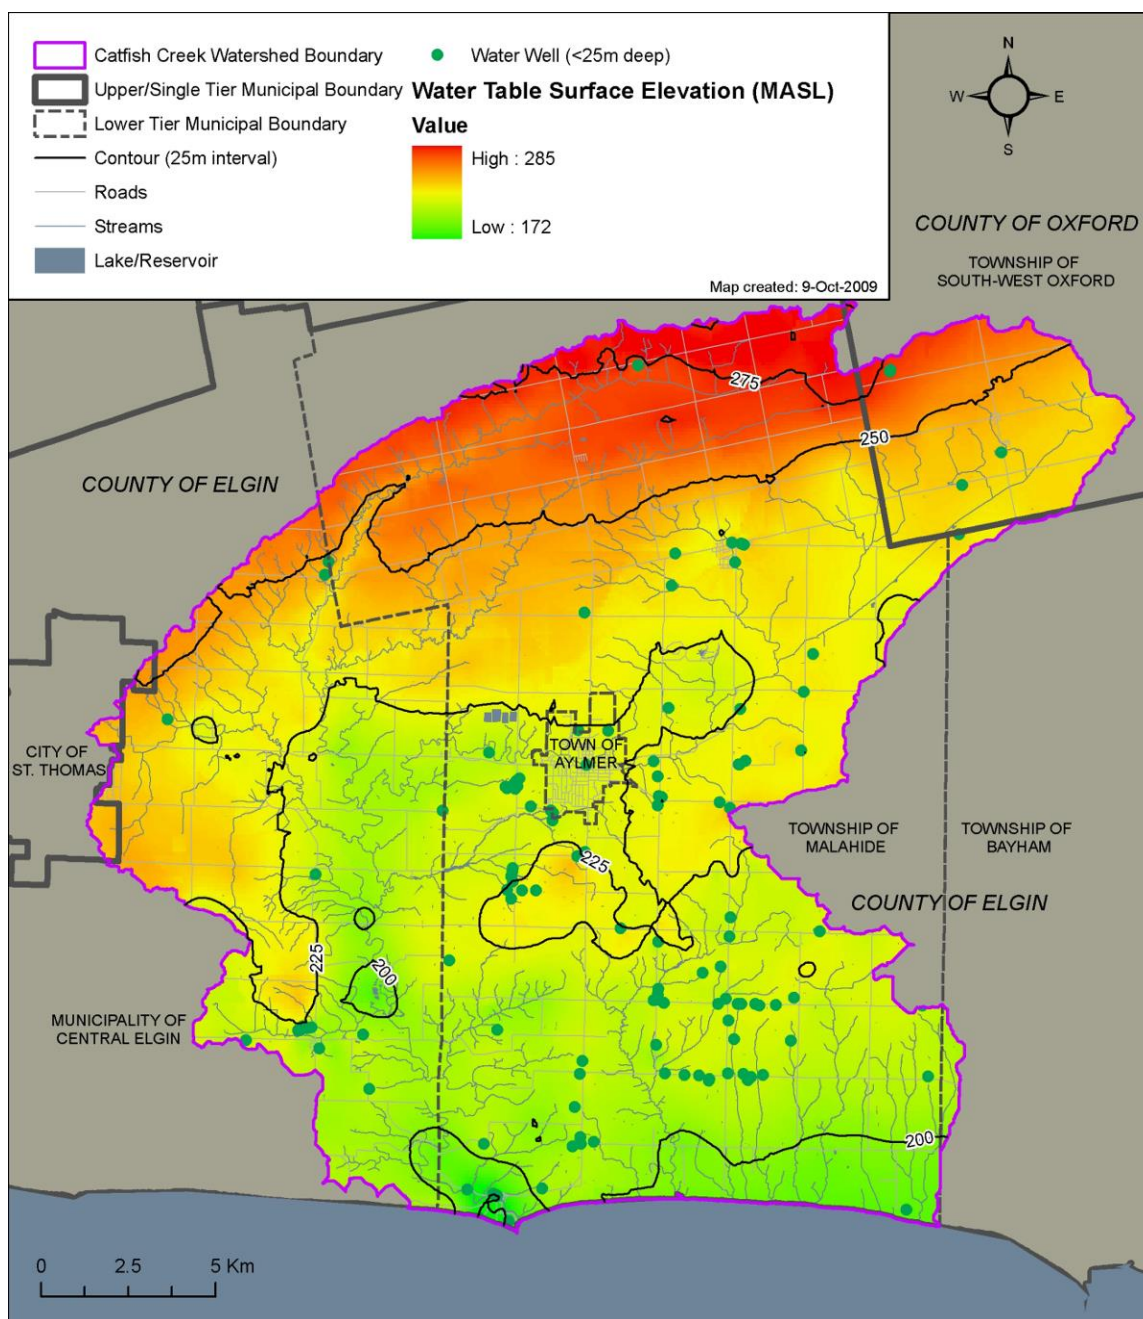 Catfish Creek Watershed Boundary
Upper/Single Tier Municipal Boundary
Lower Tier Municipal Boundary
Contour (25m interval)
Roads
Streams
Lake/Reservoir
Water Well (<25m deep)
Water Table Surface Elevation (MASL)
Value
High : 285
Low : 172
Map created: 9-Oct-2009
N
W
E
S
COUNTY OF OXFORD
TOWNSHIP OF
SOUTH-WEST OXFORD
275
250
COUNTY OF ELGIN
CITY OF
ST. THOMAS
TOWN OF
AYLMER
TOWNSHIP OF
MALAHIDE
TOWNSHIP OF
BAYHAM
225
COUNTY OF ELGIN
225
200
MUNICIPALITY OF
CENTRAL ELGIN
200
0
2.5
5 Km